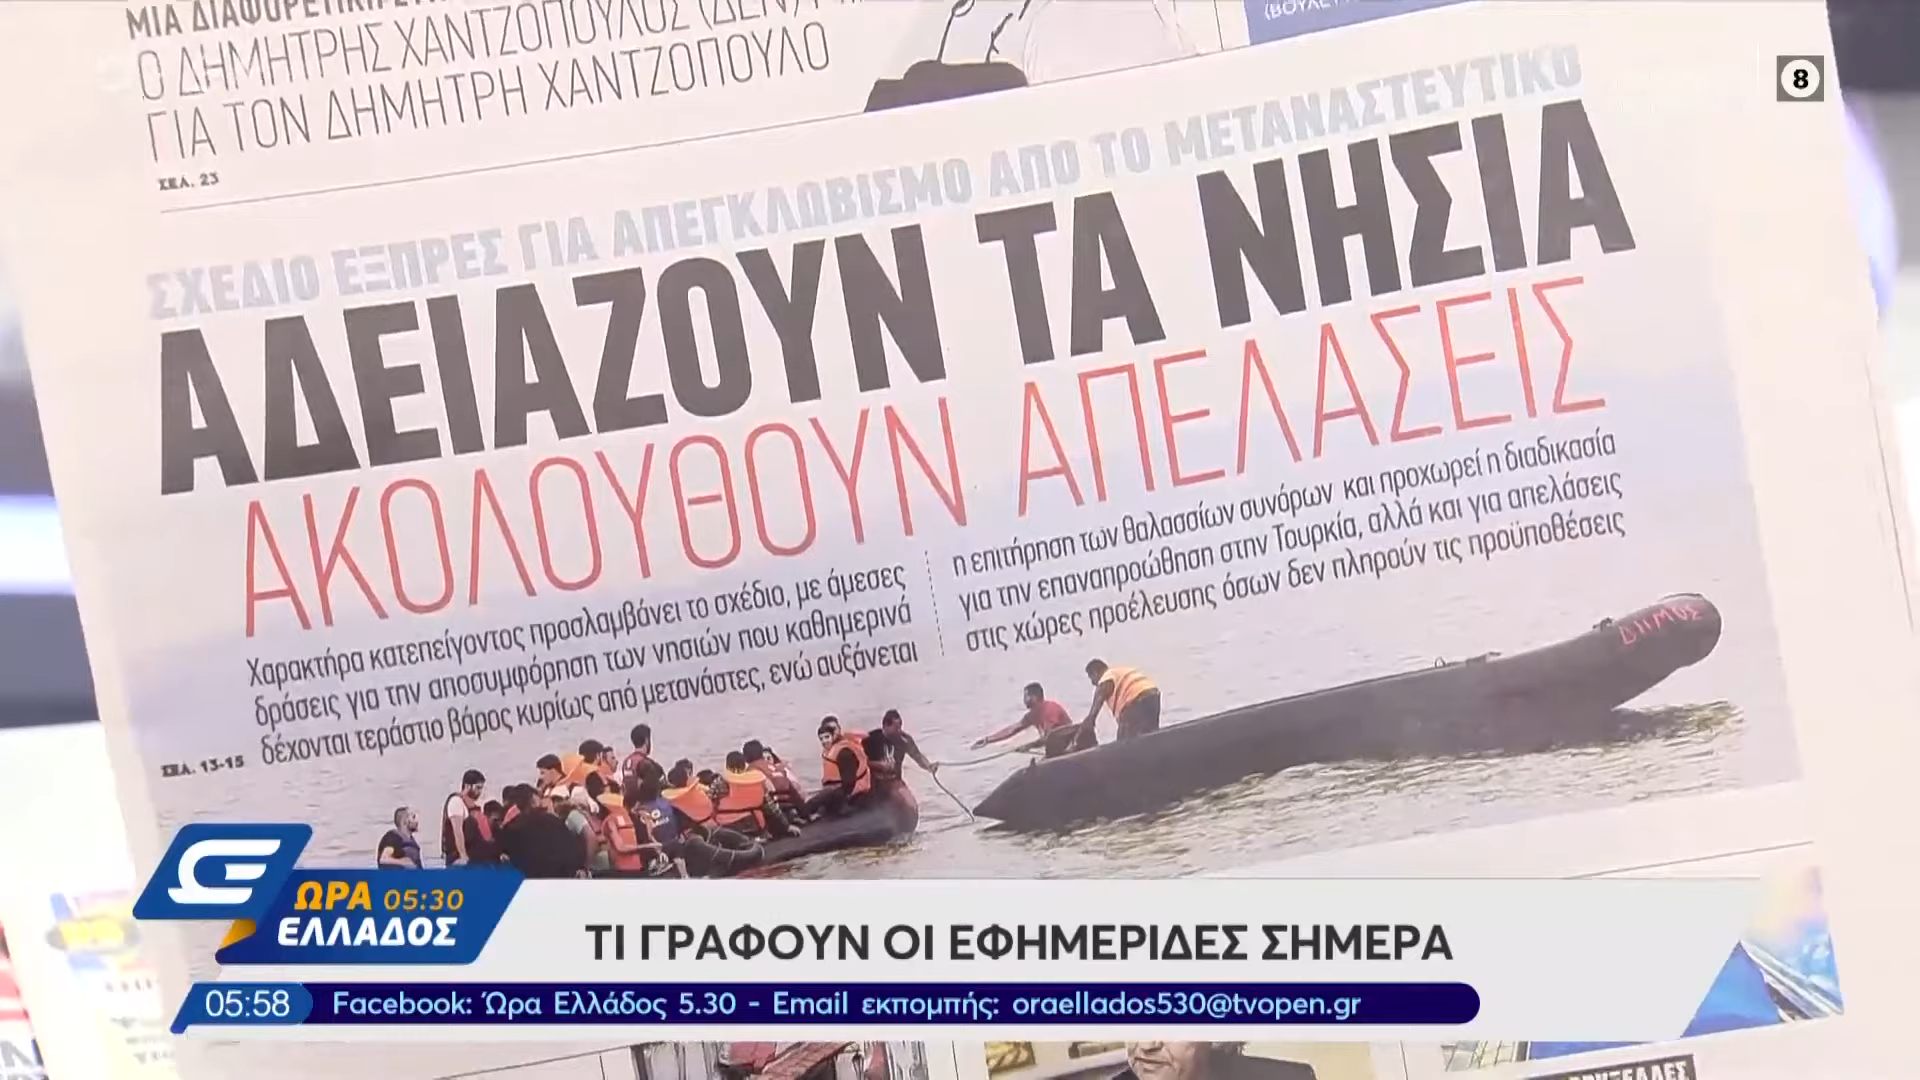 ΜΙΑ
Ο ΔΗΜΗΤΡΗΣ ΧΑΝΤΖΟΠΟΥΛΟΣ (ΔΕΝ)
ΓΙΑ ΤΟΝ ΔΗΜΗΤΡΗ ΧΑΝΤΖΟΠΟΥΛΟ
ΣΕΛ. 23
8
ΣΧΕΔΙΟ ΕΞΠΡΕΣ ΓΙΑ ΑΠΕΓΚΛΩΒΙΣΜΟ ΑΠΟ ΤΟ ΜΕΤΑΝΑΣΤΕΥΤΙΚΟ
ΑΔΕΙΑΖΟΥΝ ΤΑ ΝΗΣΙΑ
ΑΚΟΛΟΥΘΟΥΝ ΑΠΕΛΑΣΕΙΣ
Χαρακτήρα κατεπείγοντος προσλαμβάνει το σχέδιο, με άμεσες
δράσεις για την αποσυμφόρηση των νησιών που καθημερινά
δέχονται τεράστιο βάρος κυρίως από μετανάστες, ενώ αυξάνεται
ΣΕΛ. 13-15
η επιτήρηση των θαλασσίων συνόρων και προχωρεί η διαδικασία
για την επαναπροώθηση στην Τουρκία, αλλά και για απελάσεις
στις χώρες προέλευσης όσων δεν πληρούν τις προϋποθέσεις
ΩΡΑ 05:30
ΕΛΛΑΔΟΣ
ΤΙ ΓΡΑΦΟΥΝ ΟΙ ΕΦΗΜΕΡΙΔΕΣ ΣΗΜΕΡΑ
05:58 Facebook: Ώρα Ελλάδος 5.30 - Email εκπομπής: oraellados530@tvopen.gr